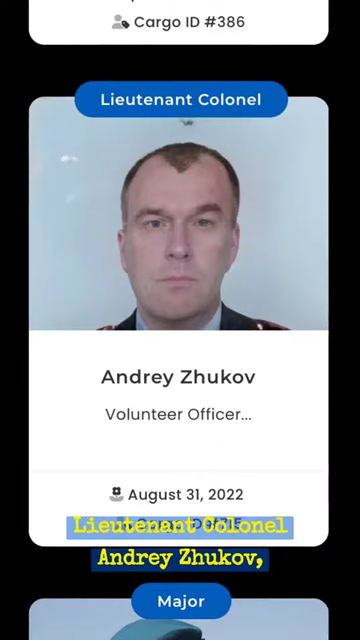 Cargo ID #386
Lieutenant Colonel
Andrey Zhukov
Volunteer Officer...
August 31, 2022
Lieutenant Colonel
Andrey Zhukov,
Major